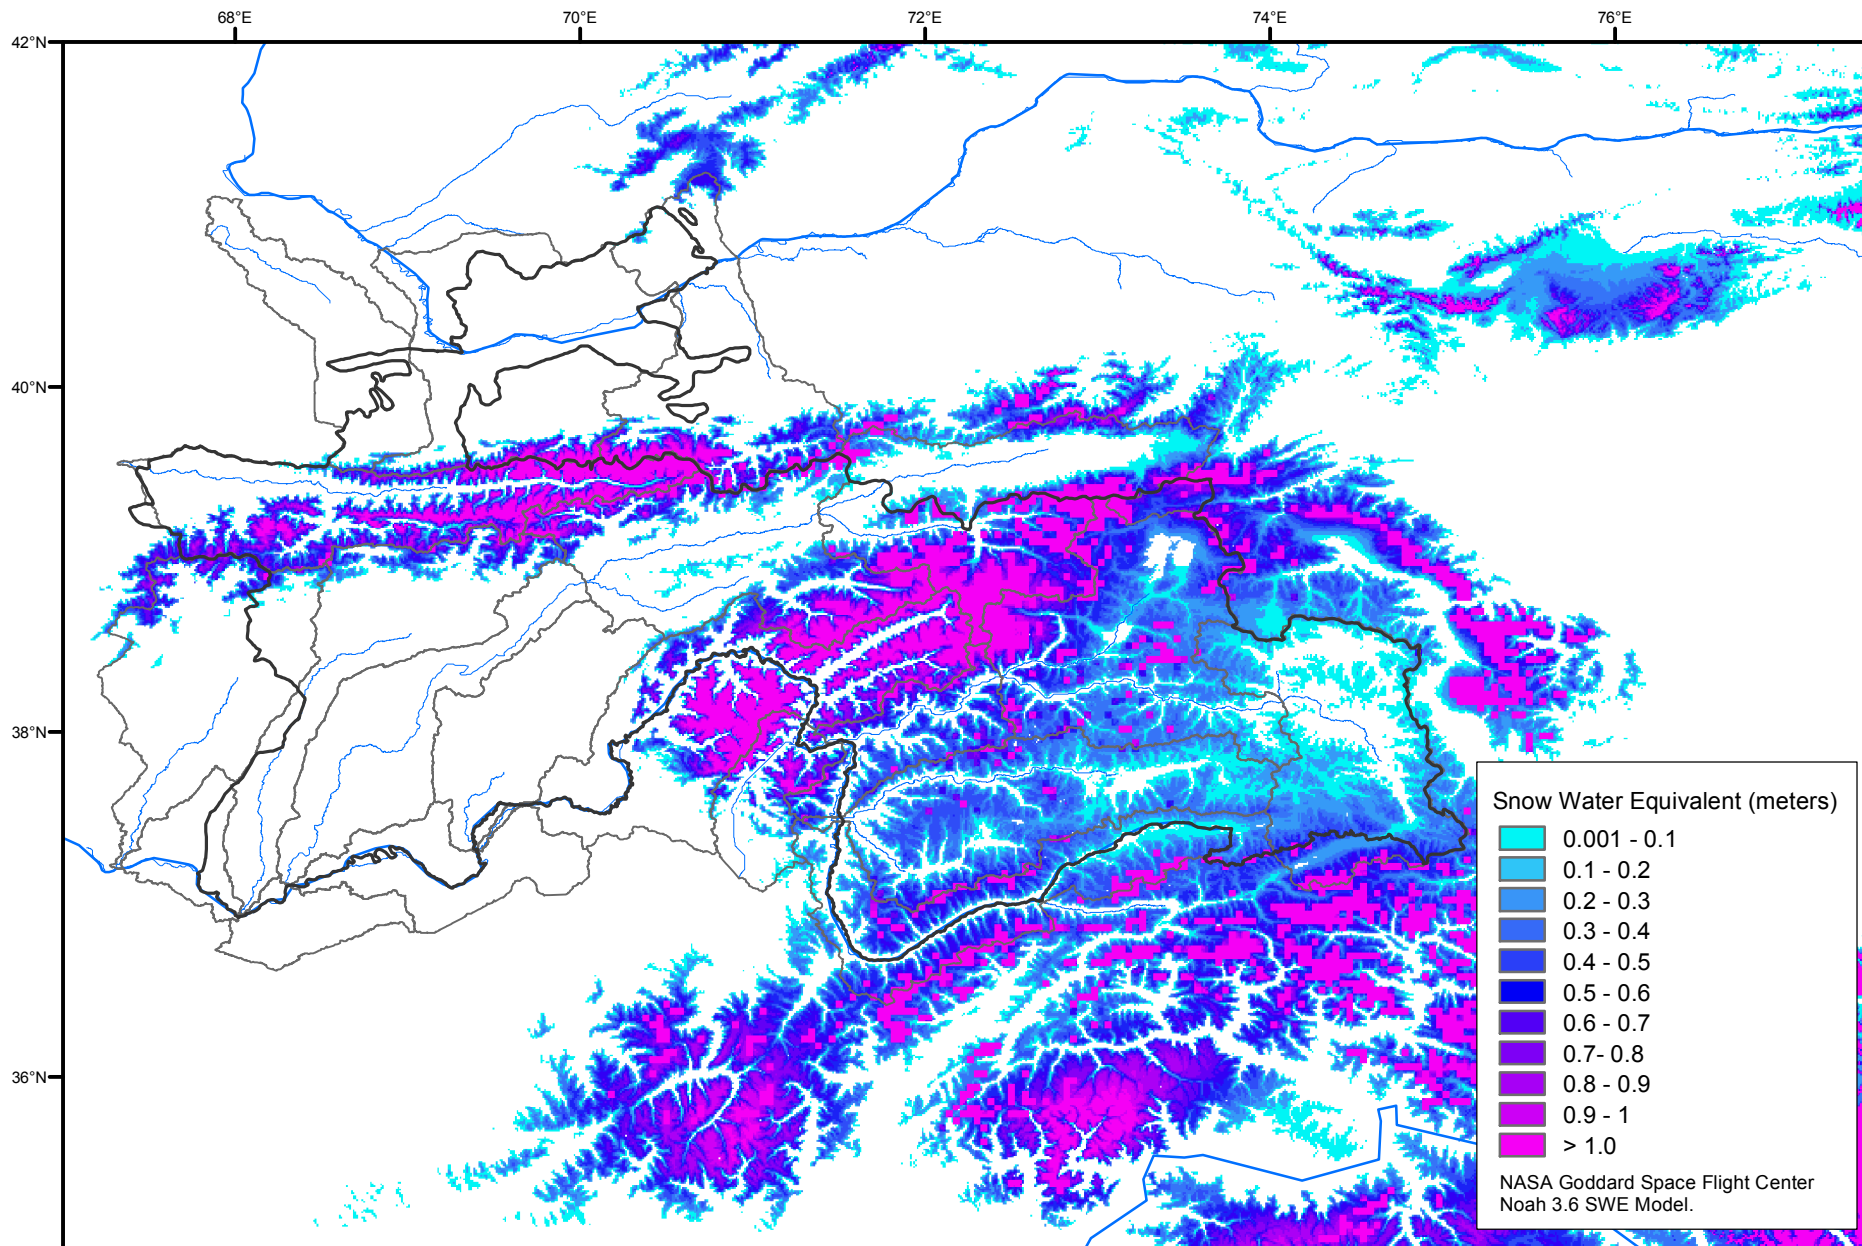 68°E
70°E
72°E
74°E
76°E
42°N
40°N
38°N
36°N
Snow Water Equivalent (meters)
0.001 - 0.1
0.1 - 0.2
0.2 - 0.3
0.3 - 0.4
0.4 - 0.5
0.5 - 0.6
0.6 - 0.7
0.7- 0.8
0.8 - 0.9
0.9 - 1
> 1.0
NASA Goddard Space Flight Center
Noah 3.6 SWE Model.